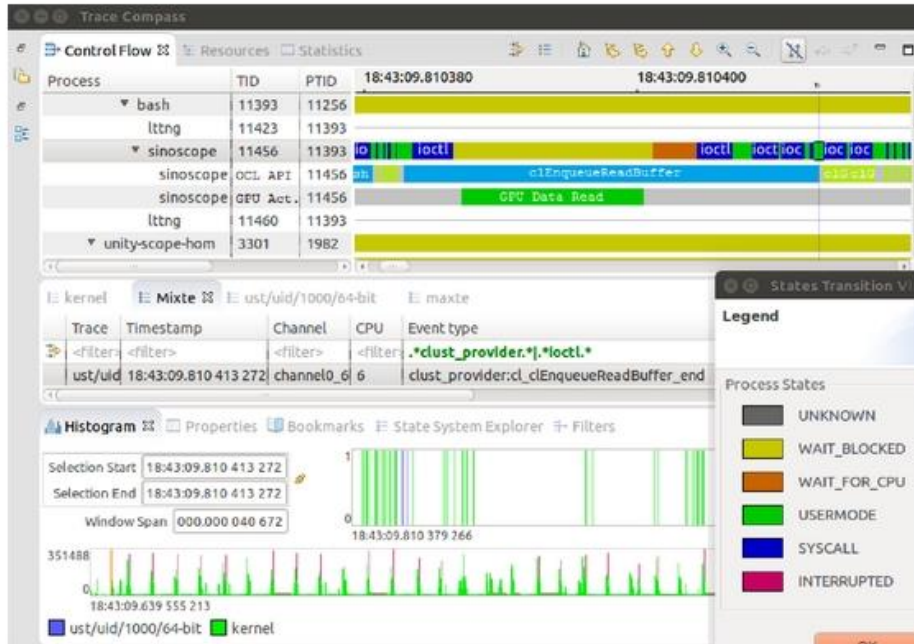 Trace Compass
Control Flow Resources Statistics
Process TID PTID 18:43:09.810380 18:43:09.810400
bash 11393 11256
lttng 11423 11393
sinoscope 11456 11393 io ioctl ioctl ioct ioc ioc ioc
sinoscope OCL API 11456 clEnqueueReadBuffer
sinoscope GPU Act. 11456 GPU Data Read
lttng 11460 11393
unity-scope-hom 3301 1982
kernel Mixte ust/uid/1000/64-bit maxte
Trace Timestamp Channel CPU Event type
<filter> <filter> <filter> <filter> .*clust_provider.*|.*ioctl.*
ust/uid 18:43:09.810 413 272 channel0_6 6 clust_provider:cl_clEnqueueReadBuffer_end
Histogram Properties Bookmarks State System Explorer Filters
Selection Start 18:43:09.810 413 272
Selection End 18:43:09.810 413 272
Window Span 000.000 040 672
1
0
18:43:09.810 379 266
351488
0
18:43:09.639 555 213
ust/uid/1000/64-bit kernel
States Transition Vi
Legend
Process States
UNKNOWN
WAIT_BLOCKED
WAIT_FOR_CPU
USERMODE
SYSCALL
INTERRUPTED